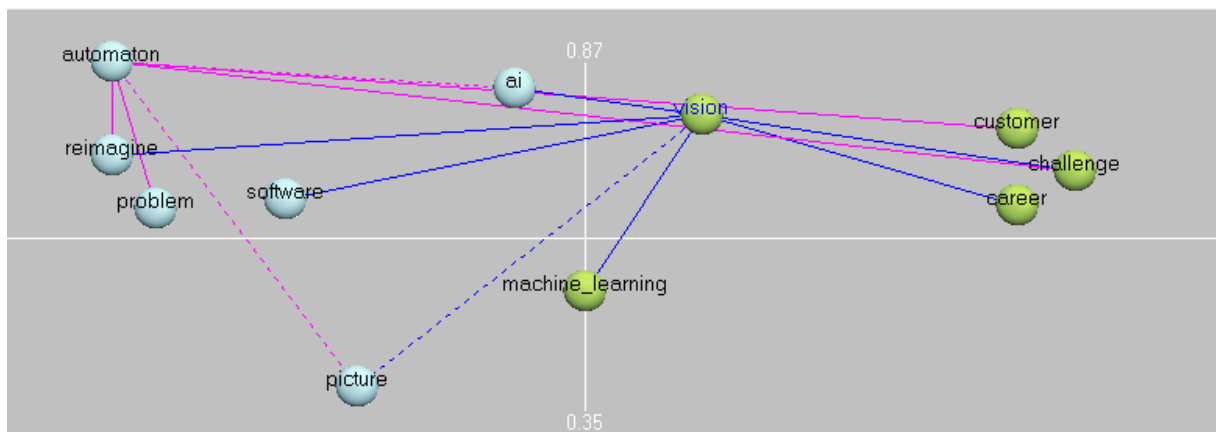 automaton
0.87
ai
vision
customer
reimagine
challenge
problem
software
career
machine_learning
picture
0.35